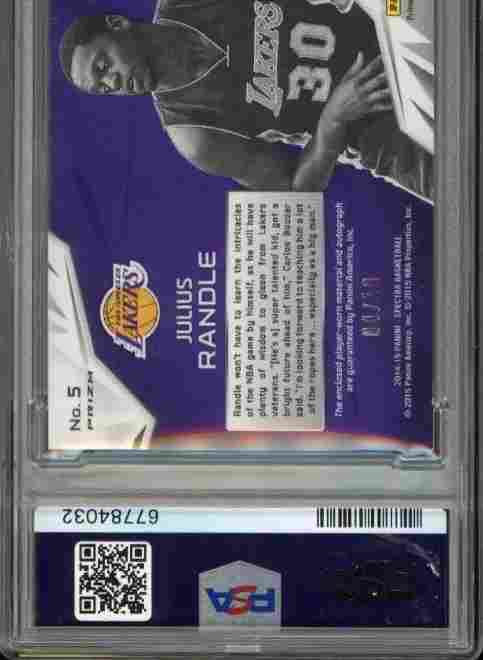 LAKERS
30
LOS ANGELES
LAKERS
No. 5
PRIZM
JULIUS
RANDLE
Randle won't have to learn the intricacies
of the NBA game by himself, as he will have
plenty of wisdom to glean from Lakers
veterans. "[He's a] super talented kid, got a
bright future ahead of him," Carlos Boozer
said. "I'm looking forward to teaching him a lot
of the ropes here... especially as a big man."
The enclosed player-worn material and autograph
are guaranteed by Panini America, Inc.
2014-15 PANINI - SPECTRA BASKETBALL
© 2015 Panini America, Inc. © 2015 NBA Properties, Inc.
67784032
PSA